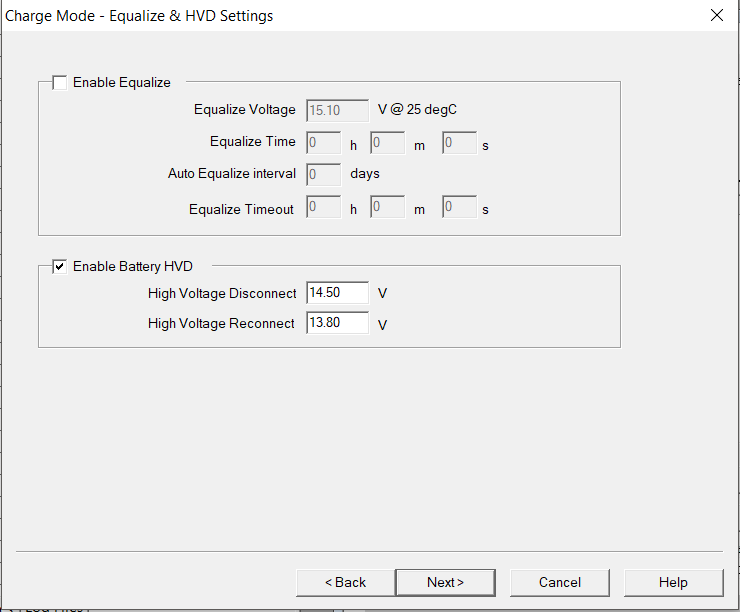 Charge Mode - Equalize & HVD Settings
Enable Equalize
Equalize Voltage 15.10 V @ 25 degC
Equalize Time 0 h 0 m 0 s
Auto Equalize interval 0 days
Equalize Timeout 0 h 0 m 0 s
Enable Battery HVD
High Voltage Disconnect 14.50 V
High Voltage Reconnect 13.80 V
< Back Next > Cancel Help